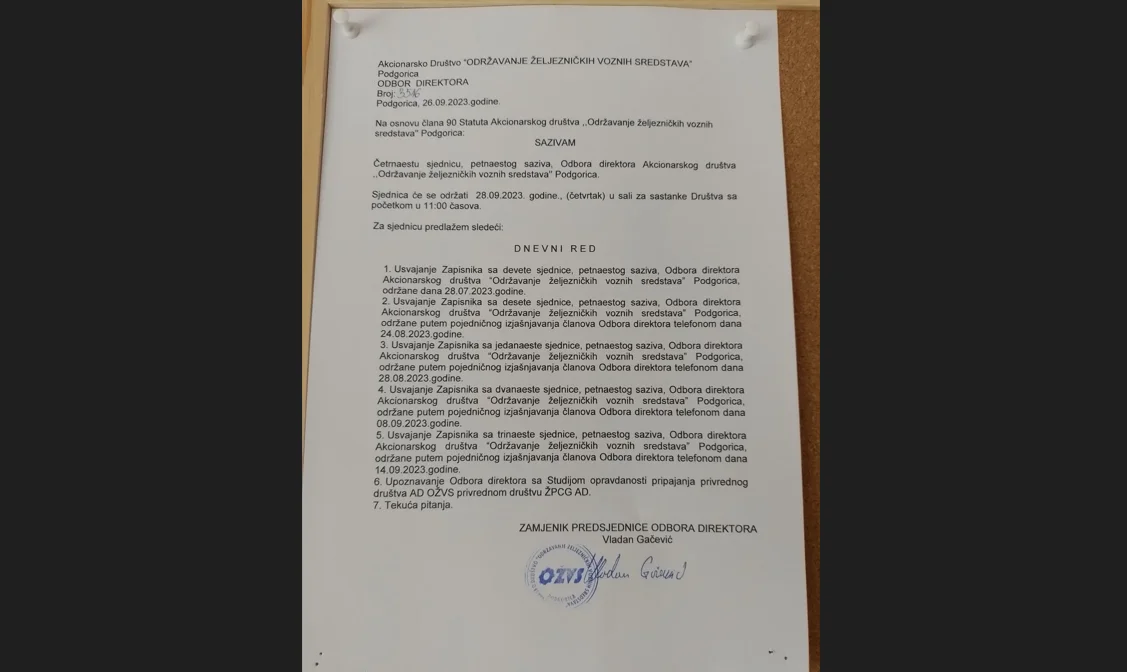 Akcionarsko Društvo "ODRŽAVANJE ŽELJEZNIČKIH VOZNIH SREDSTAVA"
Podgorica
ODBOR DIREKTORA
Broj:
Podgorica, 26.09.2023.godine.
Na osnovu člana 90 Statuta Akcionarskog društva ,,Održavanje željezničkih voznih
sredstava" Podgorica:
SAZIVAM
Četrnaestu sjednicu, petnaestog saziva, Odbora direktora Akcionarskog društva
,,Održavanje željezničkih voznih sredstava" Podgorica.
Sjednica će se održati 28.09.2023. godine., (četvrtak) u sali za sastanke Društva sa
početkom u 11:00 časova.
Za sjednicu predlažem sledeći:
DNEVNI RED
1. Usvajanje Zapisnika sa devete sjednice, petnaestog saziva, Odbora direktora
Akcionarskog društva "Održavanje željezničkih voznih sredstava" Podgorica,
održane dana 28.07.2023.godine.
2. Usvajanje Zapisnika sa desete sjednice, petnaestog saziva, Odbora direktora
Akcionarskog društva "Održavanje željezničkih voznih sredstava" Podgorica,
održane putem pojedničnog izjašnjavanja članova Odbora direktora telefonom dana
24.08.2023.godine.
3. Usvajanje Zapisnika sa jedanaeste sjednice, petnaestog saziva, Odbora direktora
Akcionarskog društva "Održavanje željezničkih voznih sredstava" Podgorica,
održane putem pojedničnog izjašnjavanja članova Odbora direktora telefonom dana
28.08.2023.godine.
4. Usvajanje Zapisnika sa dvanaeste sjednice, petnaestog saziva, Odbora direktora
Akcionarskog društva "Održavanje željezničkih voznih sredstava" Podgorica,
održane putem pojedničnog izjašnjavanja članova Odbora direktora telefonom dana
08.09.2023.godine.
5. Usvajanje Zapisnika sa trinaeste sjednice, petnaestog saziva, Odbora direktora
Akcionarskog društva "Održavanje željezničkih voznih sredstava" Podgorica,
održane putem pojedničnog izjašnjavanja članova Odbora direktora telefonom dana
14.09.2023.godine.
6. Upoznavanje Odbora direktora sa Studijom opravdanosti pripajanja privrednog
društva AD OŽVS privrednom društvu ŽPCG AD.
7. Tekuća pitanja.
ZAMJENIK PREDSJEDNICE ODBORA DIREKTORA
Vladan Gačević
OŽVS